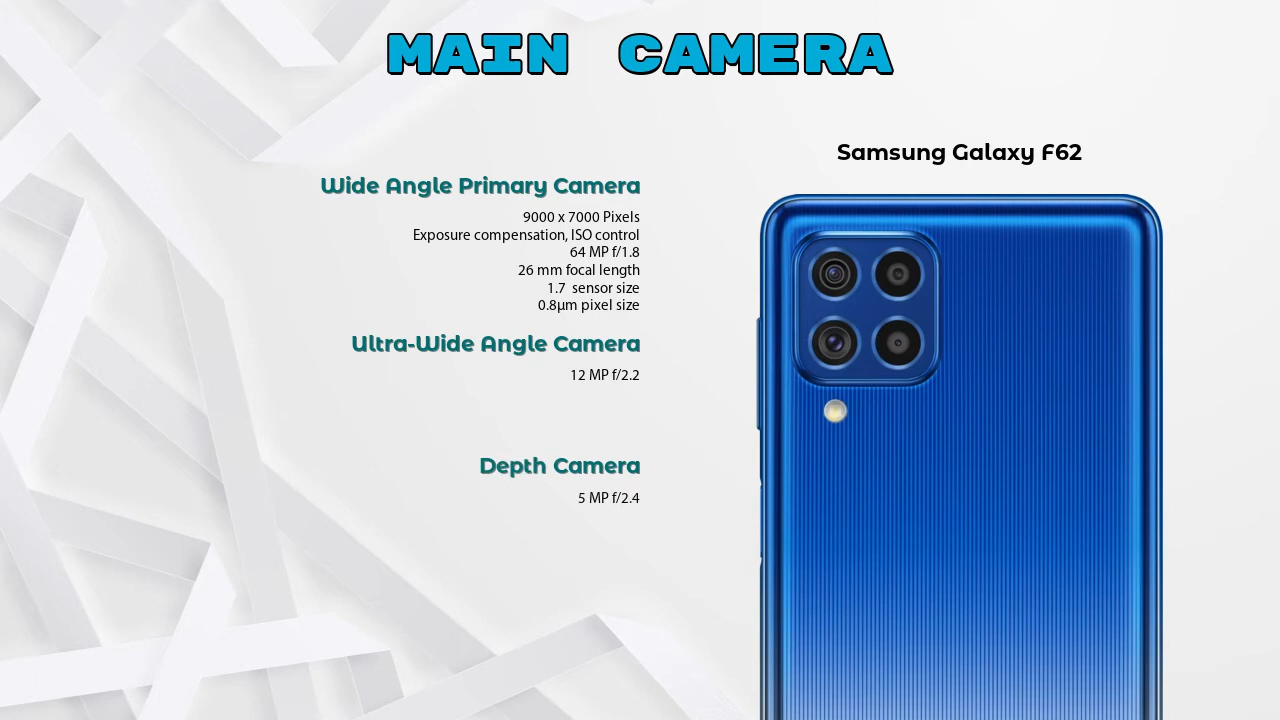 MAIN CAMERA
Samsung Galaxy F62
Wide Angle Primary Camera
9000 x 7000 Pixels
Exposure compensation, ISO control
64 MP f/1.8
26 mm focal length
1.7 sensor size
0.8µm pixel size
Ultra-Wide Angle Camera
12 MP f/2.2
Depth Camera
5 MP f/2.4